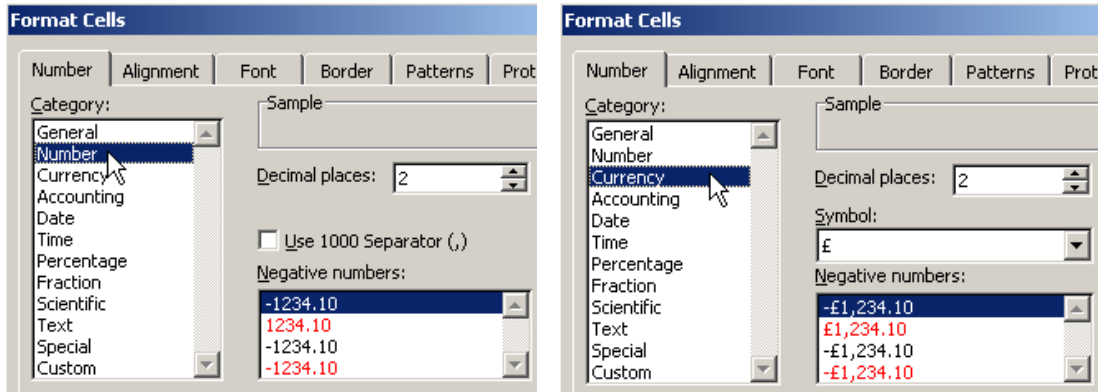 Format Cells
Number Alignment Font Border Patterns Prot
Category:
General
Number
Currency
Accounting
Date
Time
Percentage
Fraction
Scientific
Text
Special
Custom
Sample
Decimal places: 2
Use 1000 Separator (,)
Negative numbers:
-1234.10
1234.10
-1234.10
-1234.10
Format Cells
Number Alignment Font Border Patterns Prot
Category:
General
Number
Currency
Accounting
Date
Time
Percentage
Fraction
Scientific
Text
Special
Custom
Sample
Decimal places: 2
Symbol:
£
Negative numbers:
-£1,234.10
£1,234.10
-£1,234.10
-£1,234.10